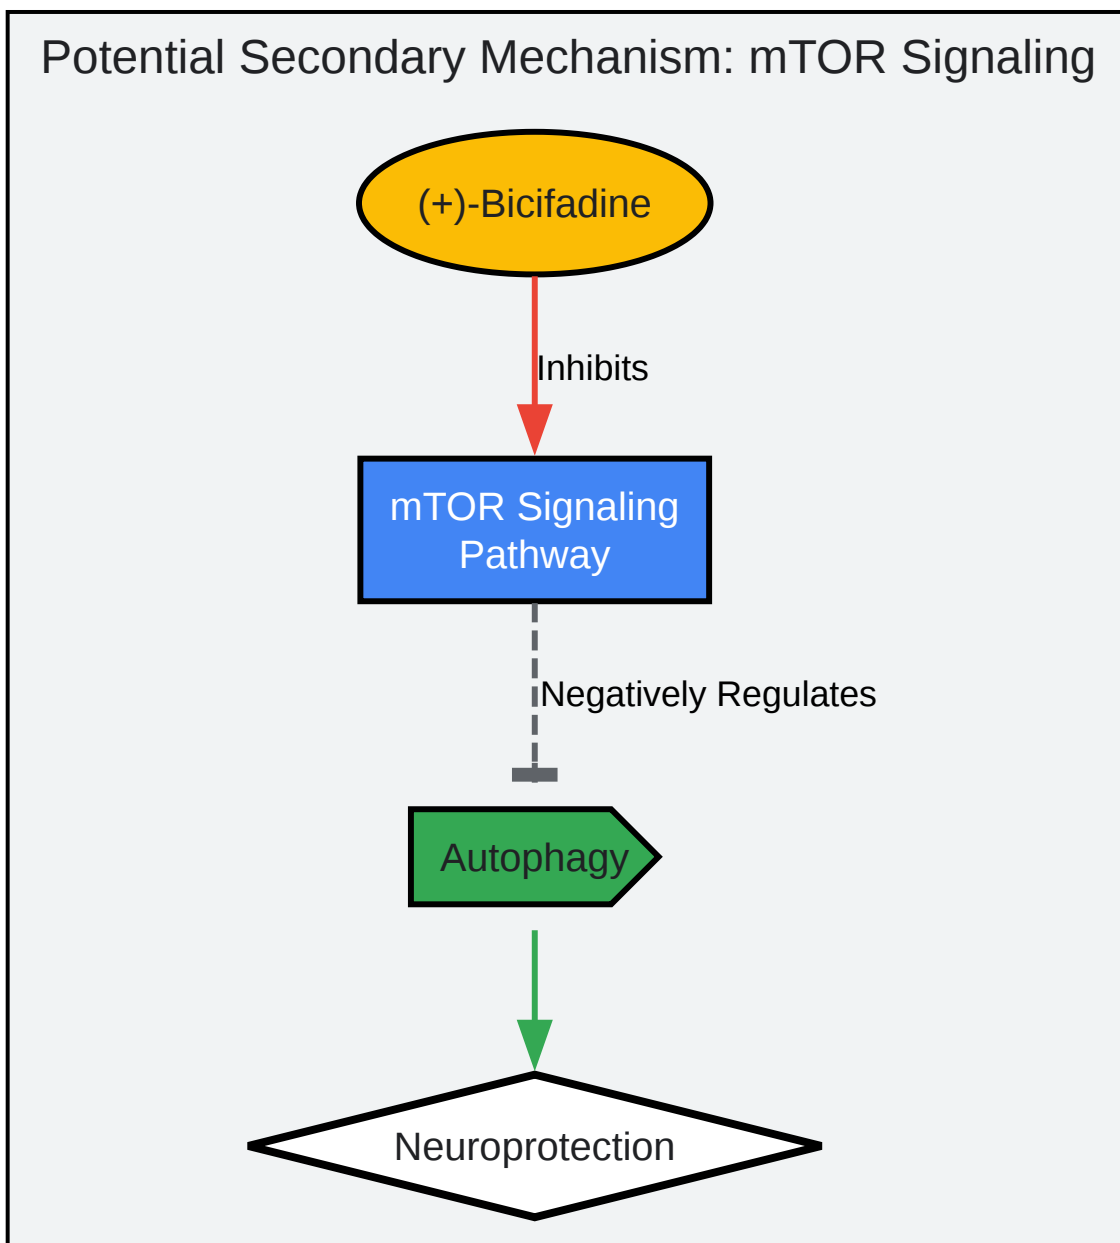 Potential Secondary Mechanism: mTOR Signaling
(+)-Bicifadine
Inhibits
mTOR Signaling
Pathway
Negatively Regulates
Autophagy
Neuroprotection